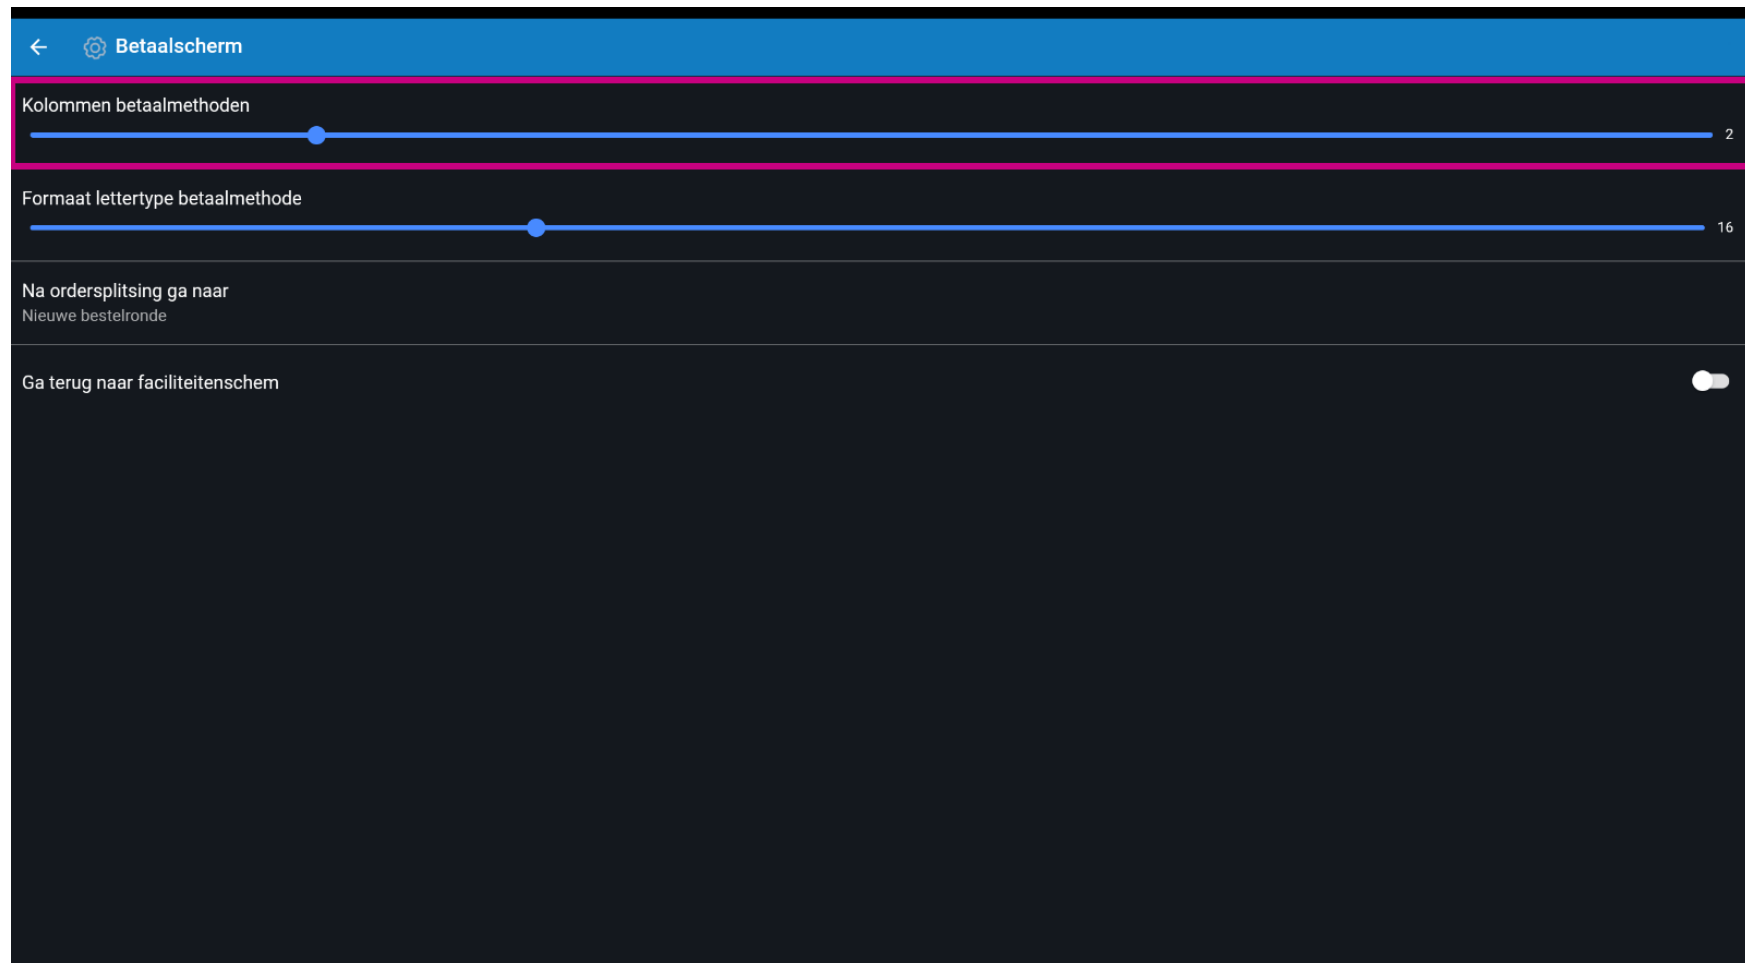 Betaalscherm
Kolommen betaalmethoden
2
Formaat lettertype betaalmethode
16
Na ordersplitsing ga naar
Nieuwe bestelronde
Ga terug naar faciliteitenschem